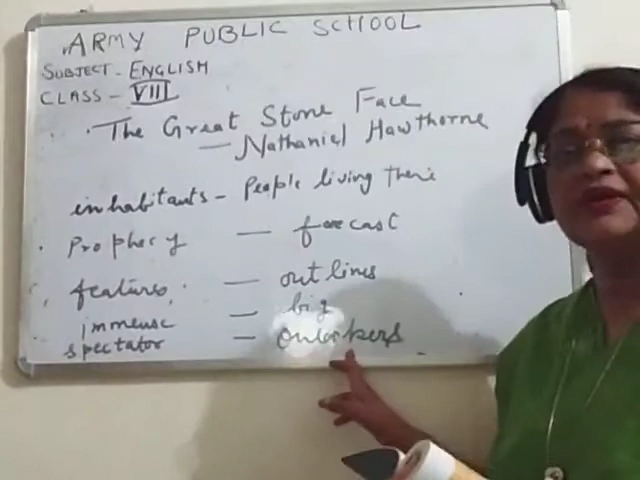 ARMY PUBLIC SCHOOL
SUBJECT - ENGLISH
CLASS - VIII
. The Great Stone Face
— Nathaniel Hawthorne
inhabitants - People living there
Prophecy — forecast
features — outlines
immense — big
spectator — onlookers